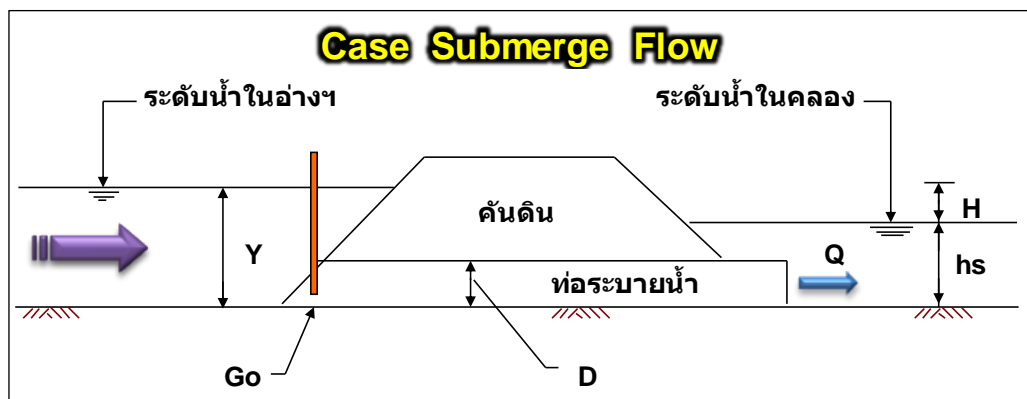 Case Submerge Flow
ระดับน้ำในอ่างฯ
ระดับน้ำในคลอง
คันดิน
H
Y
Q
hs
ท่อระบายน้ำ
Go
D